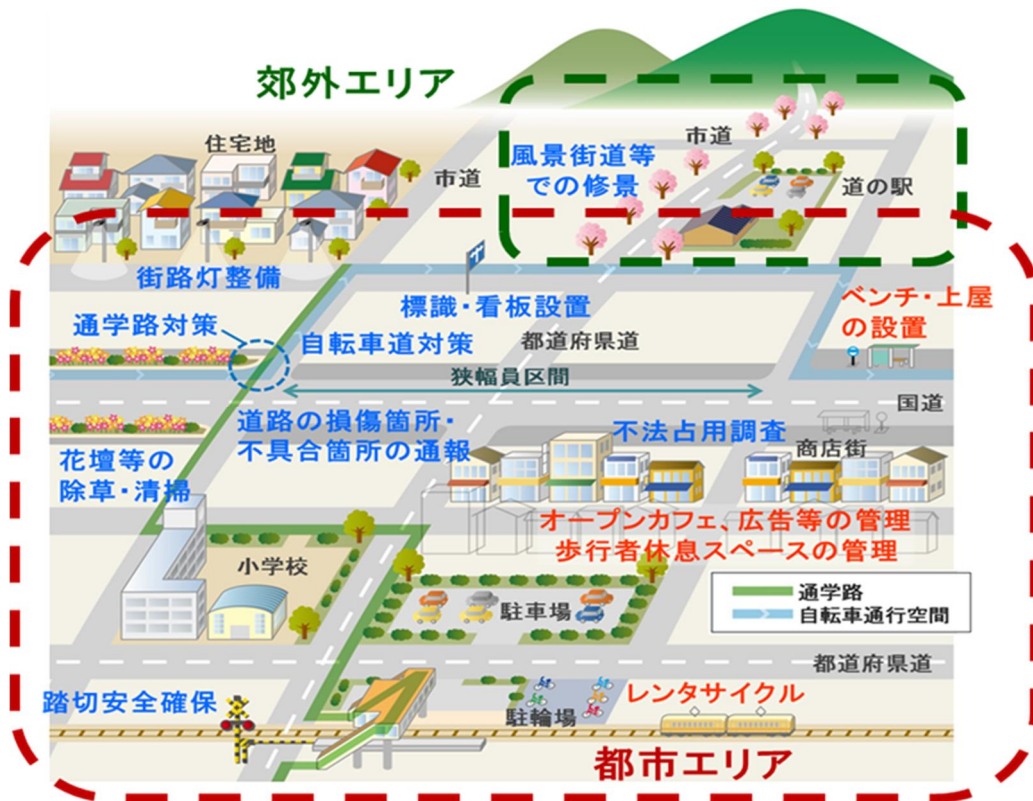 郊外エリア
住宅地
市道
市道
風景街道等
での修景
道の駅
街路灯整備
標識・看板設置
ベンチ・上屋
の設置
通学路対策
自転車道対策
都道府県道
狭幅員区間
国道
道路の損傷箇所・
不具合箇所の通報
不法占用調査
商店街
花壇等の
除草・清掃
オープンカフェ、広告等の管理
歩行者休息スペースの管理
小学校
駐車場
通学路
自転車通行空間
都道府県道
踏切安全確保
駐輪場
レンタサイクル
都市エリア